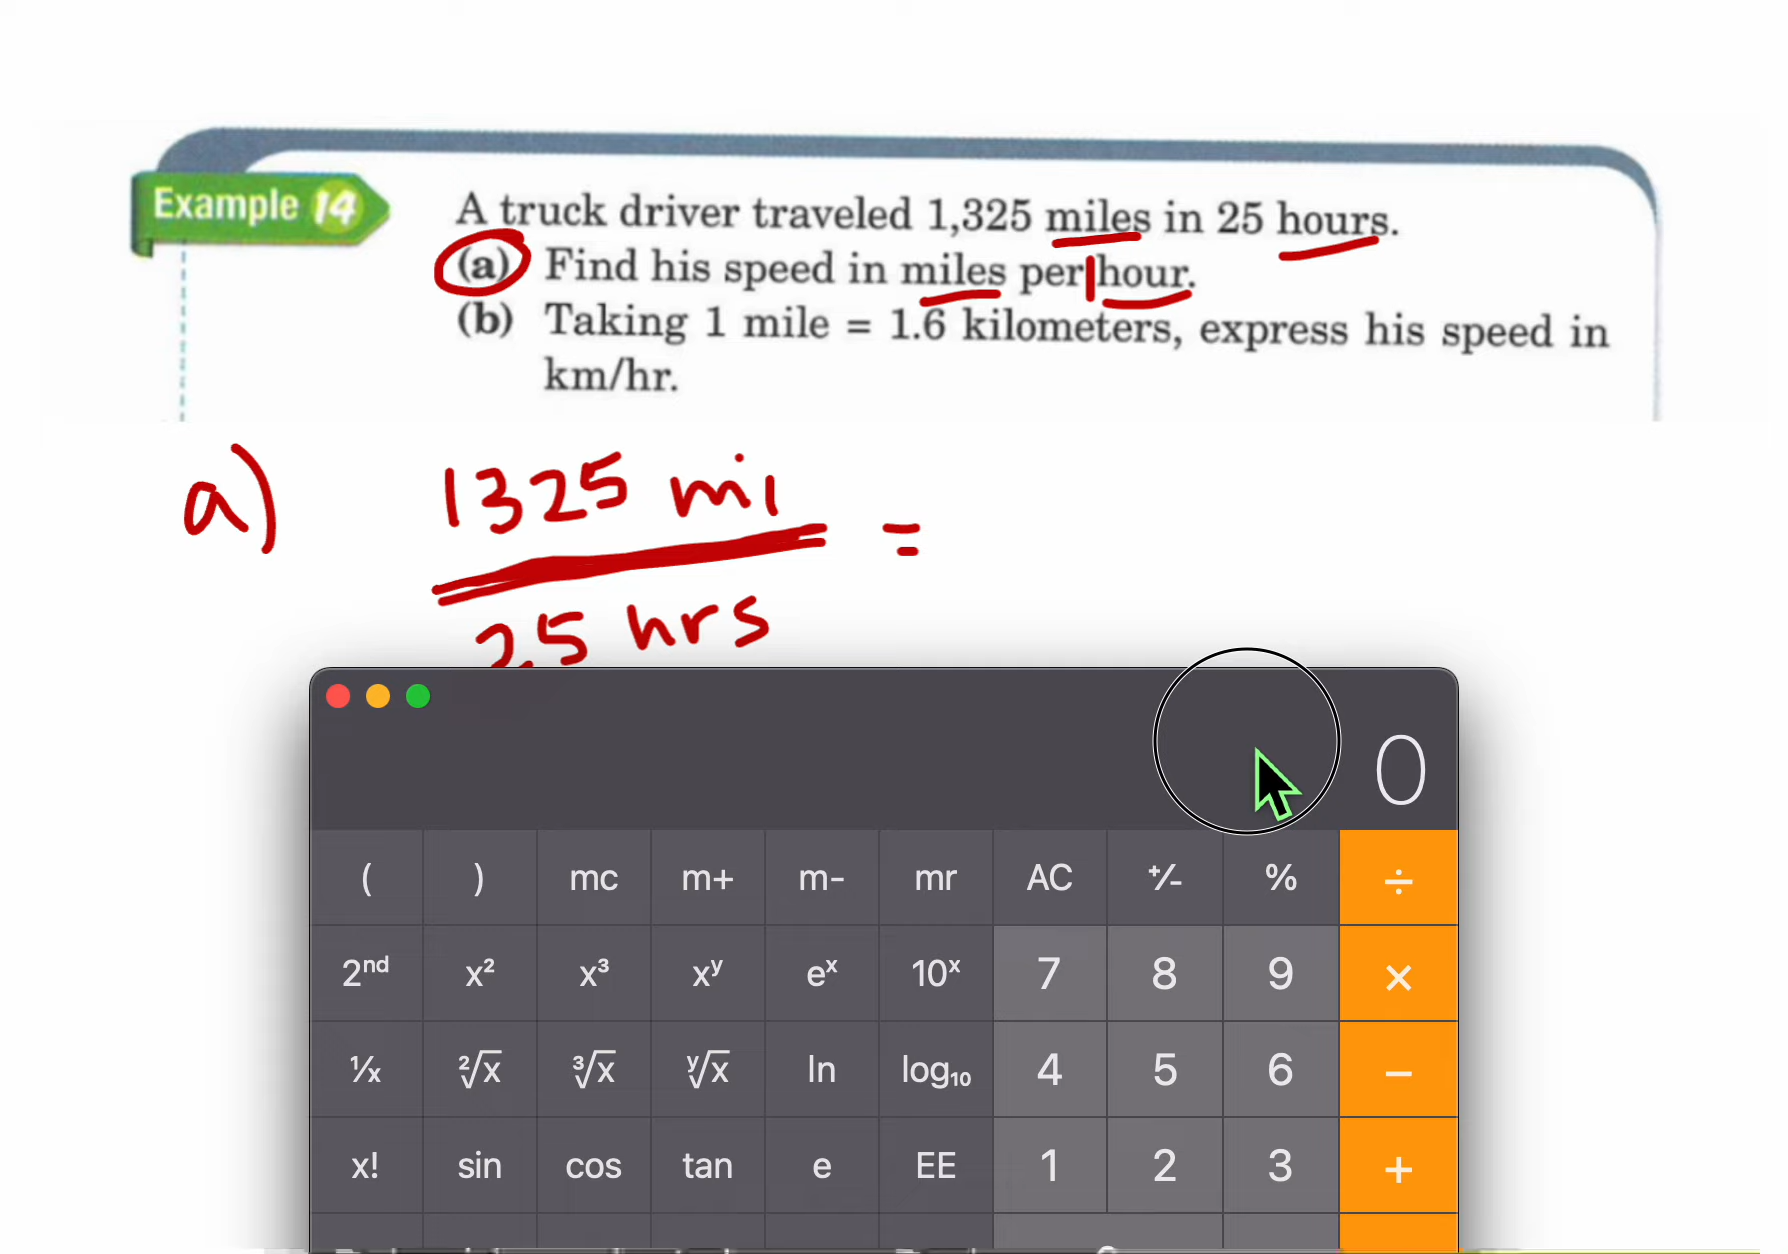 Example 14
A truck driver traveled 1,325 miles in 25 hours.
(a) Find his speed in miles per hour.
(b) Taking 1 mile = 1.6 kilometers, express his speed in
km/hr.
a) 1325 mi =
25 hrs
0
( ) mc m+ m- mr AC +/- % ÷
2nd x² x³ xʸ eˣ 10ˣ 7 8 9 ×
1/x ²√x ³√x ʸ√x ln log₁₀ 4 5 6 −
x! sin cos tan e EE 1 2 3 +